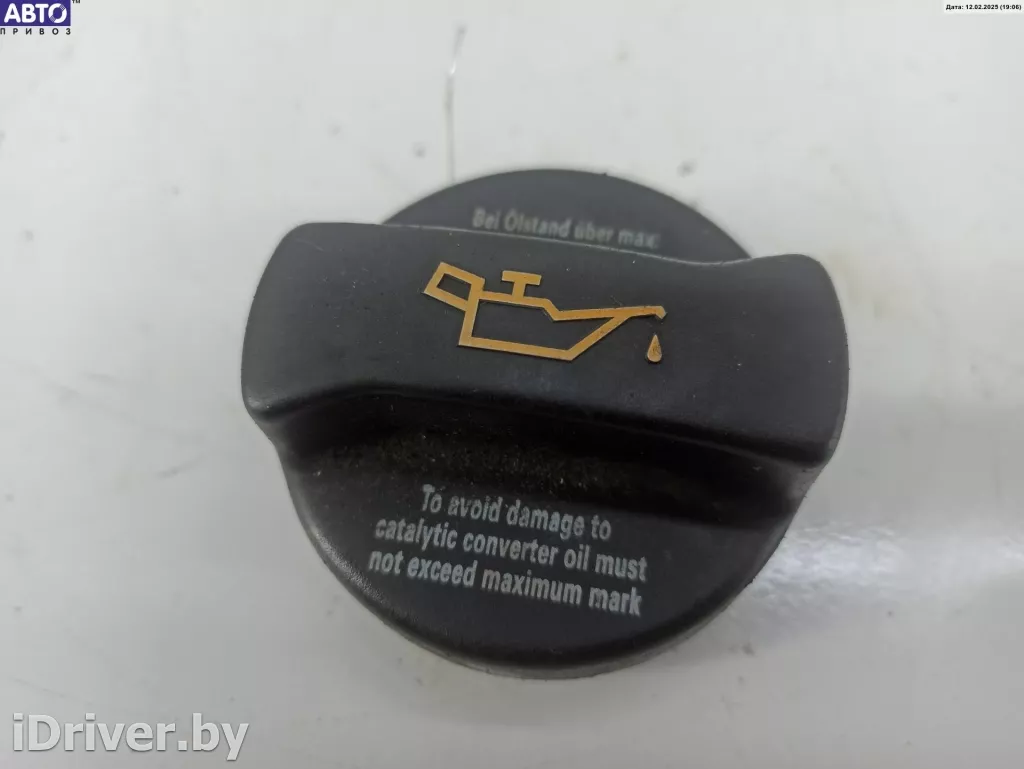 АВТО
ПРИВОЗ
™
Дата: 12.02.2025 (19:06)
Bei Ölstand über max.
To avoid damage to
catalytic converter oil must
not exceed maximum mark
iDriver.by